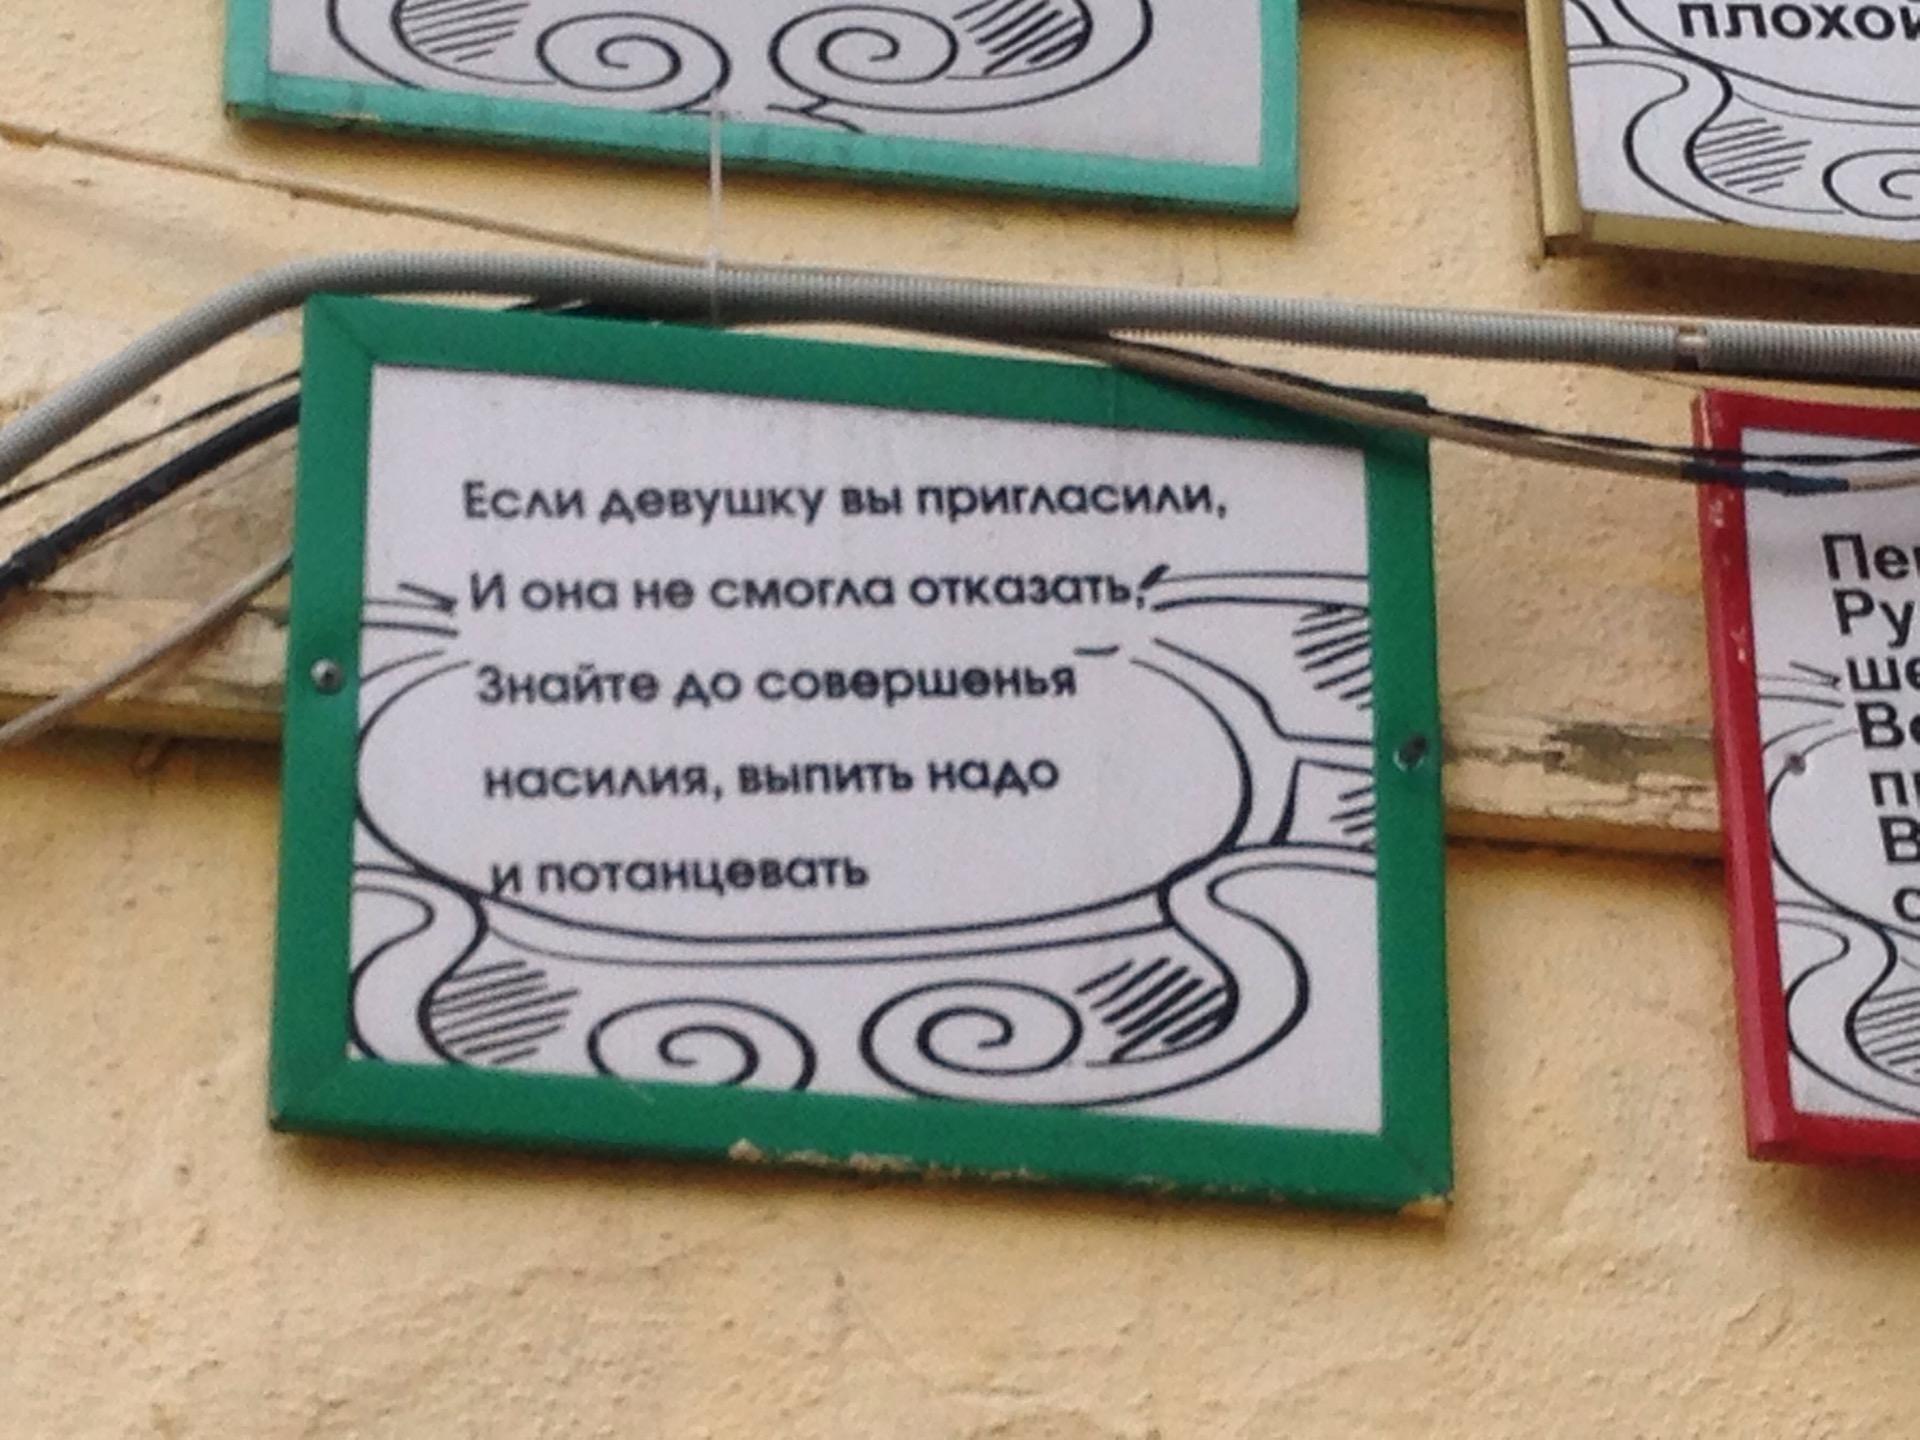 плохой
Если девушку вы пригласили,
И она не смогла отказать,
Знайте до совершенья
насилия, выпить надо
и потанцевать